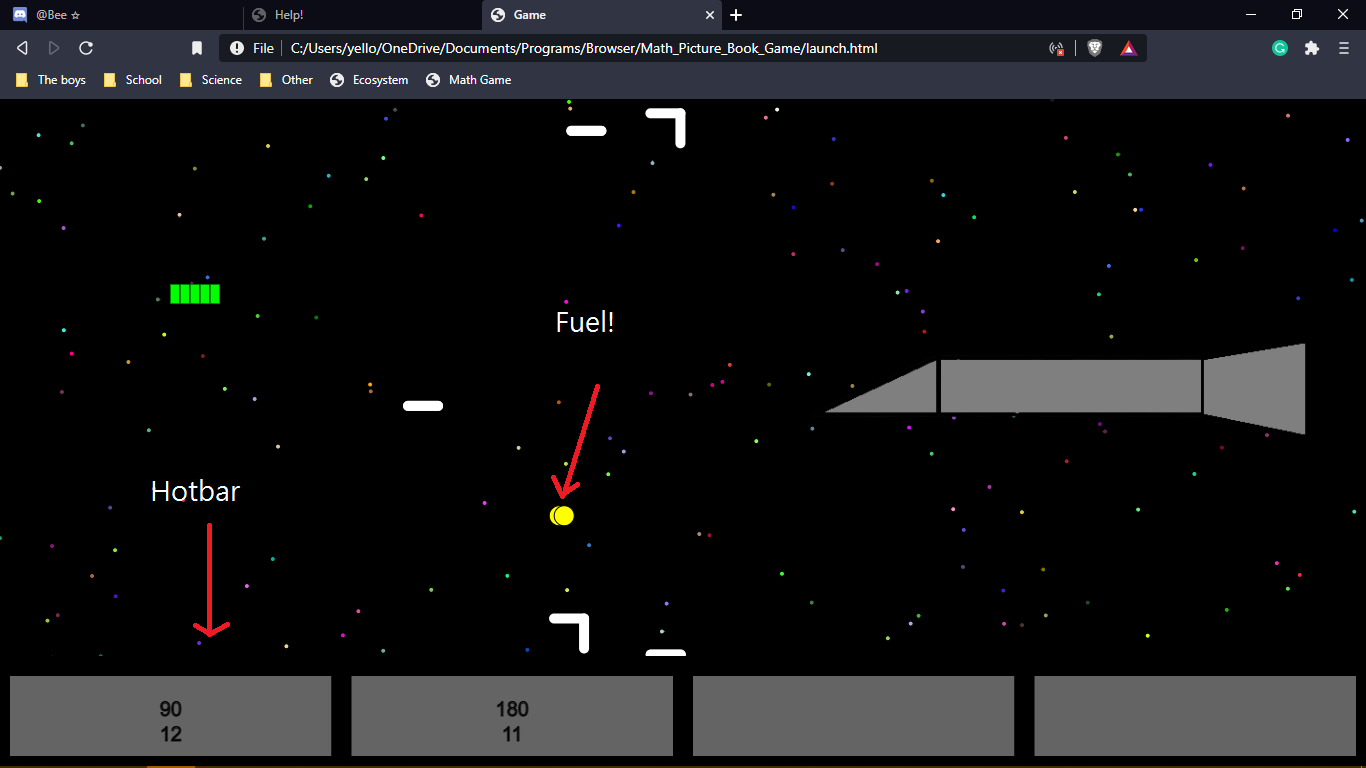 @Bee ☆
Help!
Game
File
C:/Users/yello/OneDrive/Documents/Programs/Browser/Math_Picture_Book_Game/launch.html
The boys
School
Science
Other
Ecosystem
Math Game
Fuel!
Hotbar
90
12
180
11